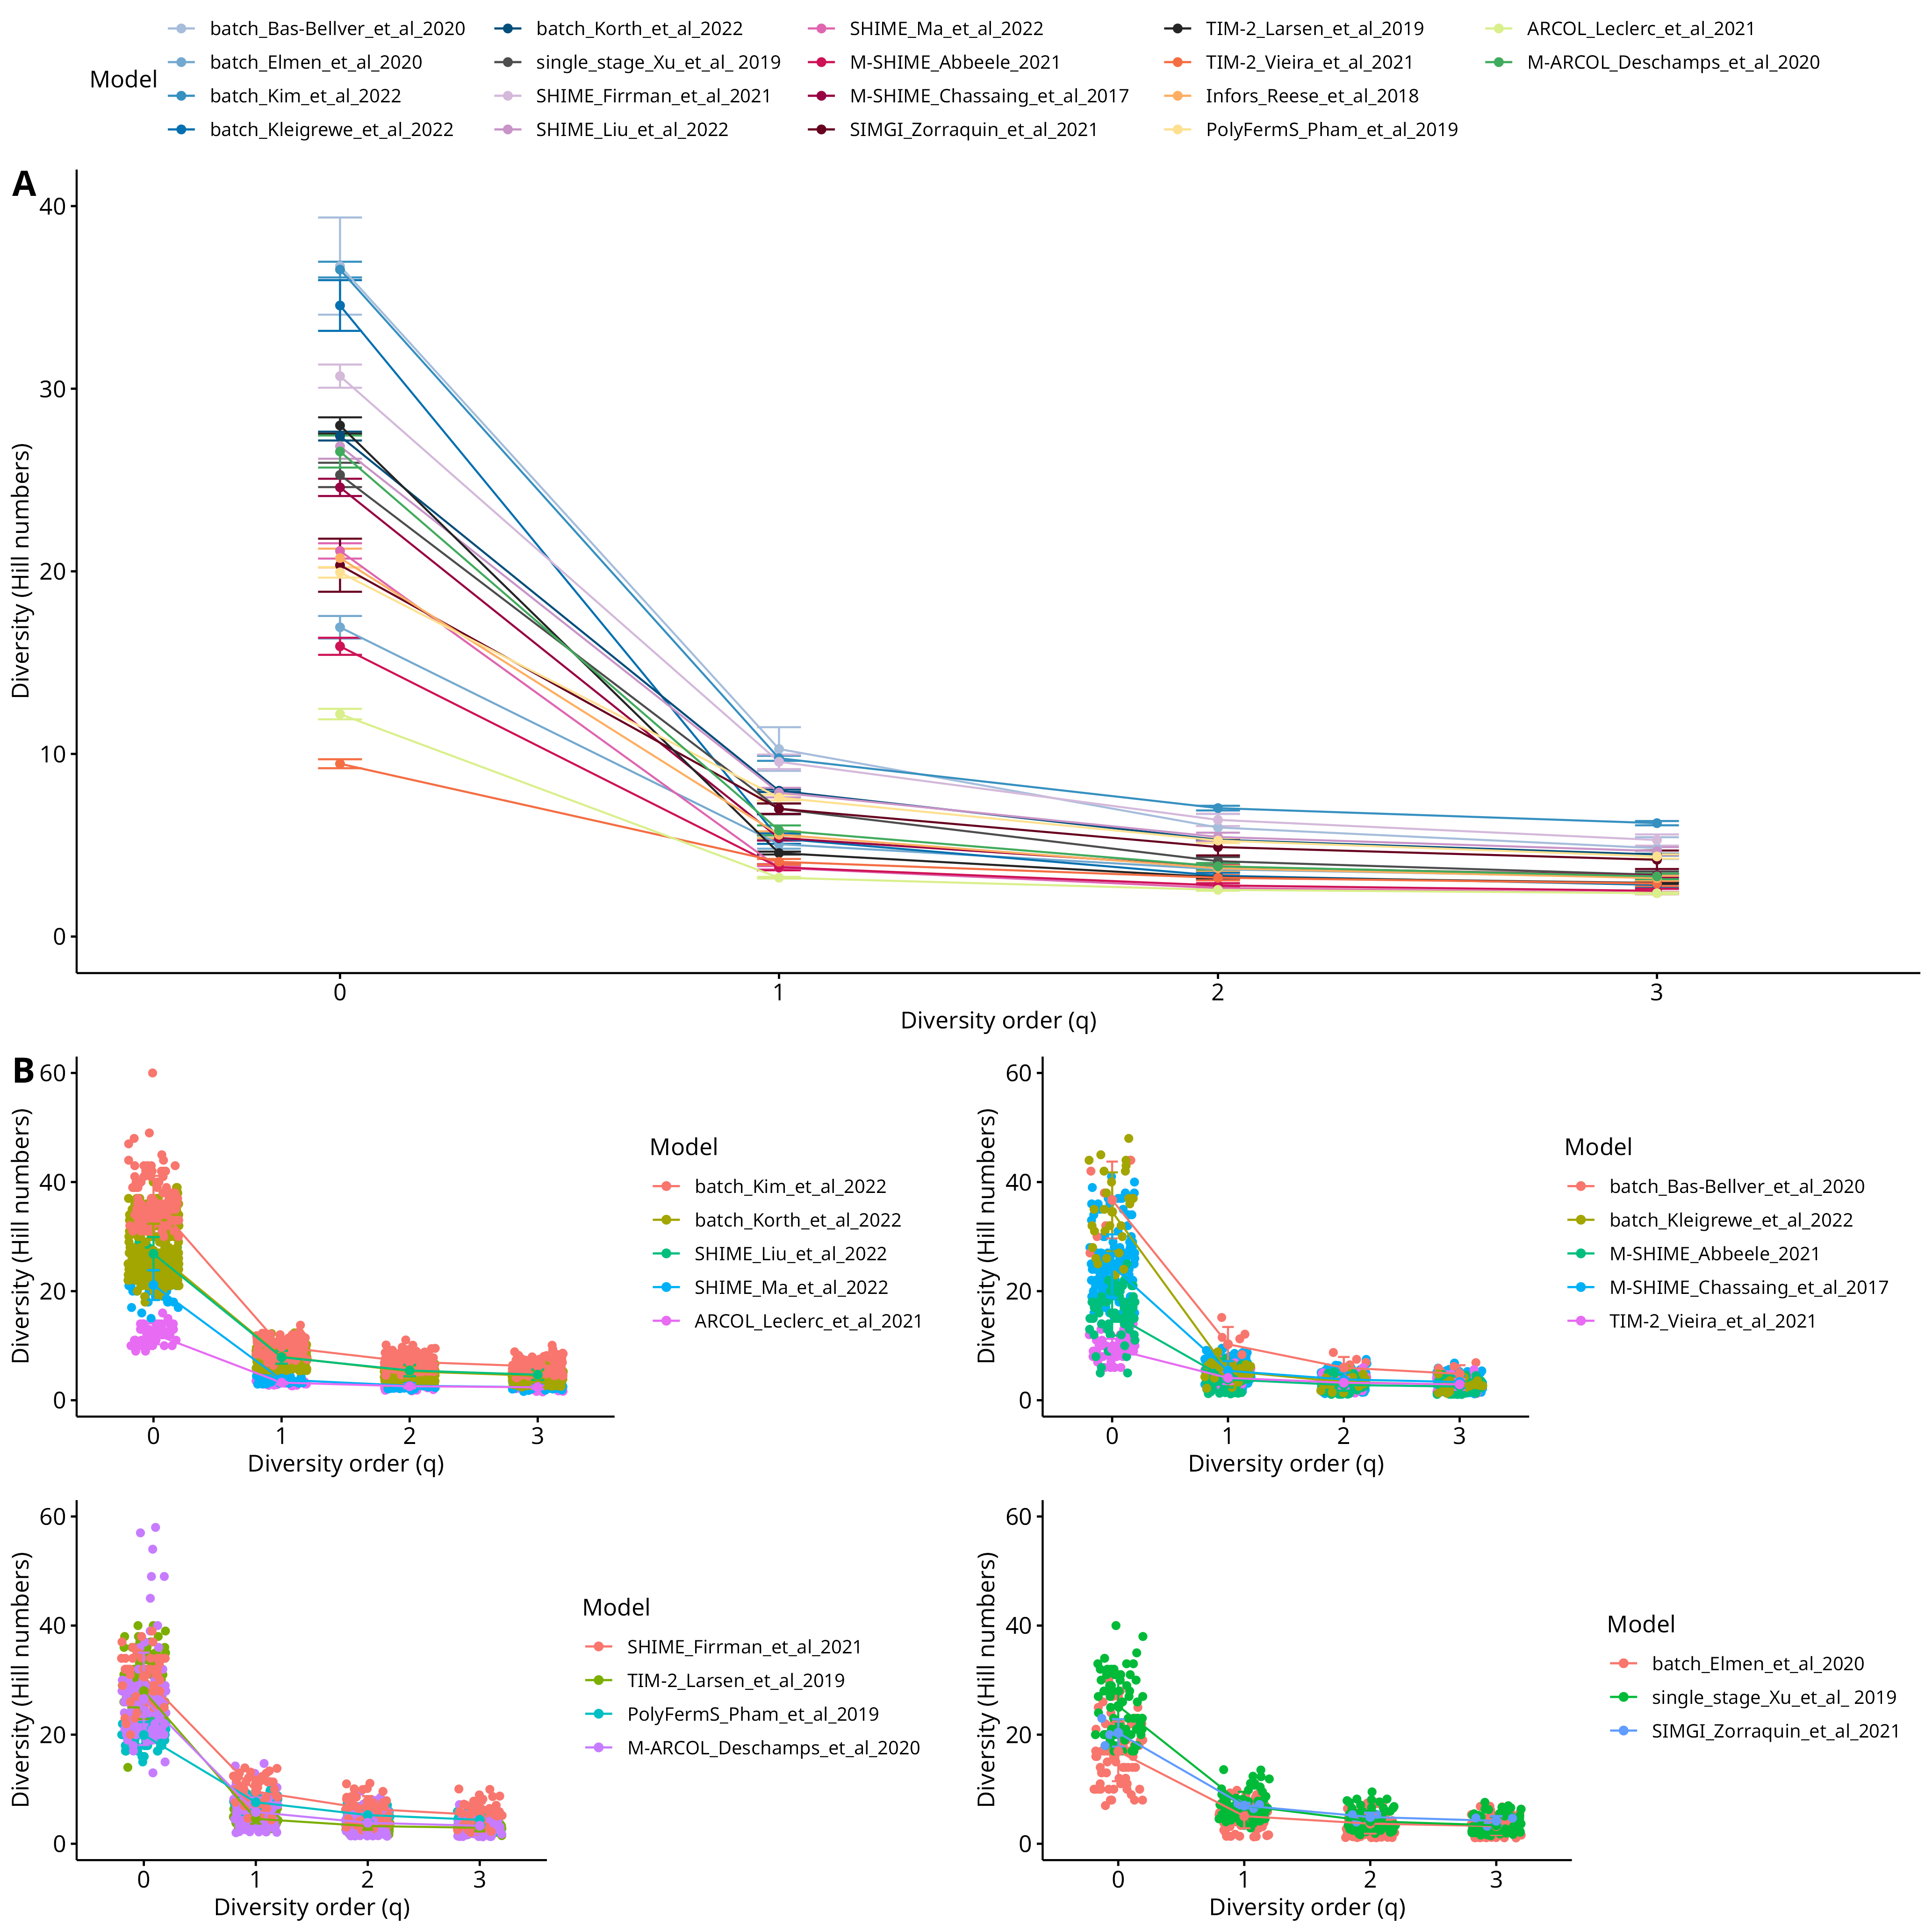 Model
batch_Bas-Bellver_et_al_2020
batch_Elmen_et_al_2020
batch_Kim_et_al_2022
batch_Kleigrewe_et_al_2022
batch_Korth_et_al_2022
single_stage_Xu_et_al_ 2019
SHIME_Firrman_et_al_2021
SHIME_Liu_et_al_2022
SHIME_Ma_et_al_2022
M-SHIME_Abbeele_2021
M-SHIME_Chassaing_et_al_2017
SIMGI_Zorraquin_et_al_2021
TIM-2_Larsen_et_al_2019
TIM-2_Vieira_et_al_2021
Infors_Reese_et_al_2018
PolyFermS_Pham_et_al_2019
ARCOL_Leclerc_et_al_2021
M-ARCOL_Deschamps_et_al_2020
A
Diversity (Hill numbers)
40
30
20
10
0
0 1 2 3
Diversity order (q)
B
Diversity (Hill numbers)
60
40
20
0
0 1 2 3
Diversity order (q)
Model
batch_Kim_et_al_2022
batch_Korth_et_al_2022
SHIME_Liu_et_al_2022
SHIME_Ma_et_al_2022
ARCOL_Leclerc_et_al_2021
Diversity (Hill numbers)
60
40
20
0
0 1 2 3
Diversity order (q)
Model
batch_Bas-Bellver_et_al_2020
batch_Kleigrewe_et_al_2022
M-SHIME_Abbeele_2021
M-SHIME_Chassaing_et_al_2017
TIM-2_Vieira_et_al_2021
Diversity (Hill numbers)
60
40
20
0
0 1 2 3
Diversity order (q)
Model
SHIME_Firrman_et_al_2021
TIM-2_Larsen_et_al_2019
PolyFermS_Pham_et_al_2019
M-ARCOL_Deschamps_et_al_2020
Diversity (Hill numbers)
60
40
20
0
0 1 2 3
Diversity order (q)
Model
batch_Elmen_et_al_2020
single_stage_Xu_et_al_ 2019
SIMGI_Zorraquin_et_al_2021